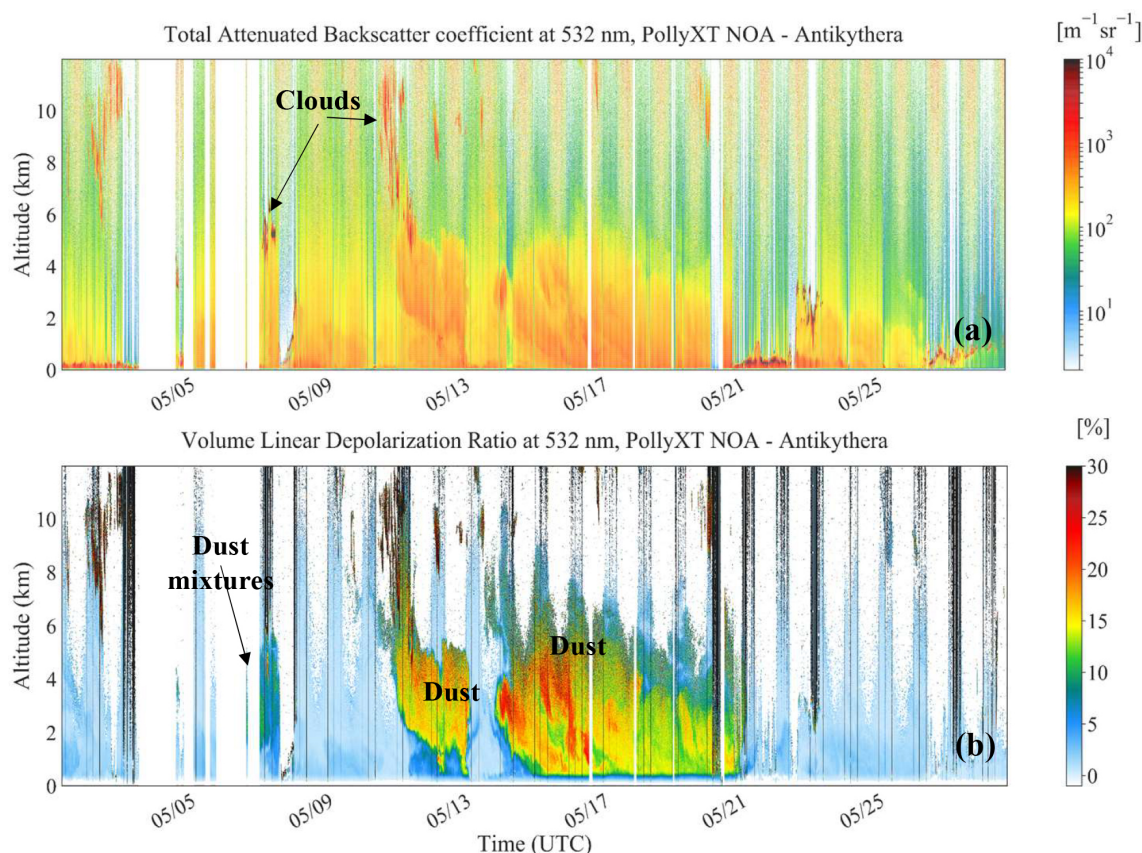 Total Attenuated Backscatter coefficient at 532 nm, PollyXT NOA - Antikythera
[m⁻¹sr⁻¹]
10⁴
10³
10²
10¹
Altitude (km)
10
8
6
4
2
0
Clouds
(a)
05/05
05/09
05/13
05/17
05/21
05/25
Volume Linear Depolarization Ratio at 532 nm, PollyXT NOA - Antikythera
[%]
30
25
20
15
10
5
0
Altitude (km)
10
8
6
4
2
0
Dust
mixtures
Dust
Dust
(b)
05/05
05/09
05/13
05/17
05/21
05/25
Time (UTC)